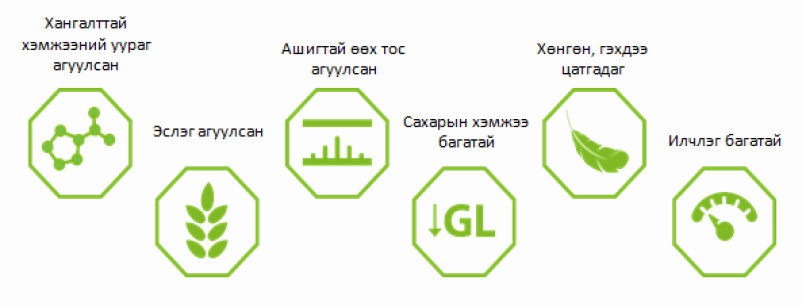 Хангалттай
хэмжээний уураг
агуулсан
Эслэг агуулсан
Ашигтай өөх тос
агуулсан
Сахарын хэмжээ
багатай
GL
Хөнгөн, гэхдээ
цатгадаг
Илчлэг багатай